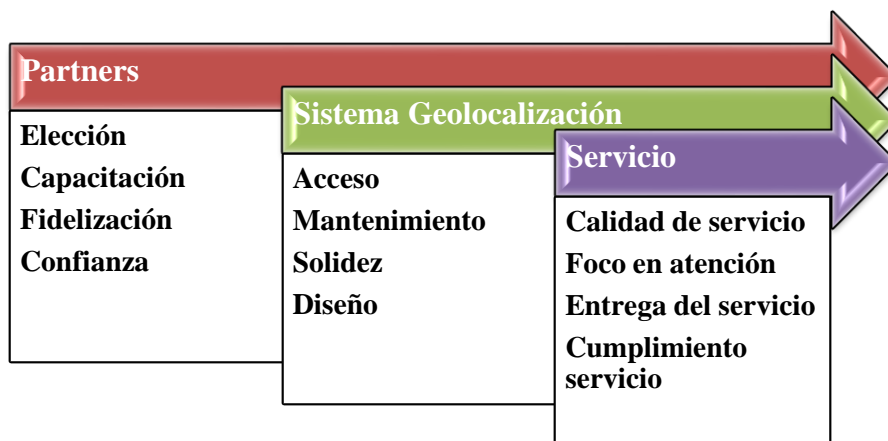 Partners
Elección
Capacitación
Fidelización
Confianza
Sistema Geolocalización
Acceso
Mantenimiento
Solidez
Diseño
Servicio
Calidad de servicio
Foco en atención
Entrega del servicio
Cumplimiento
servicio